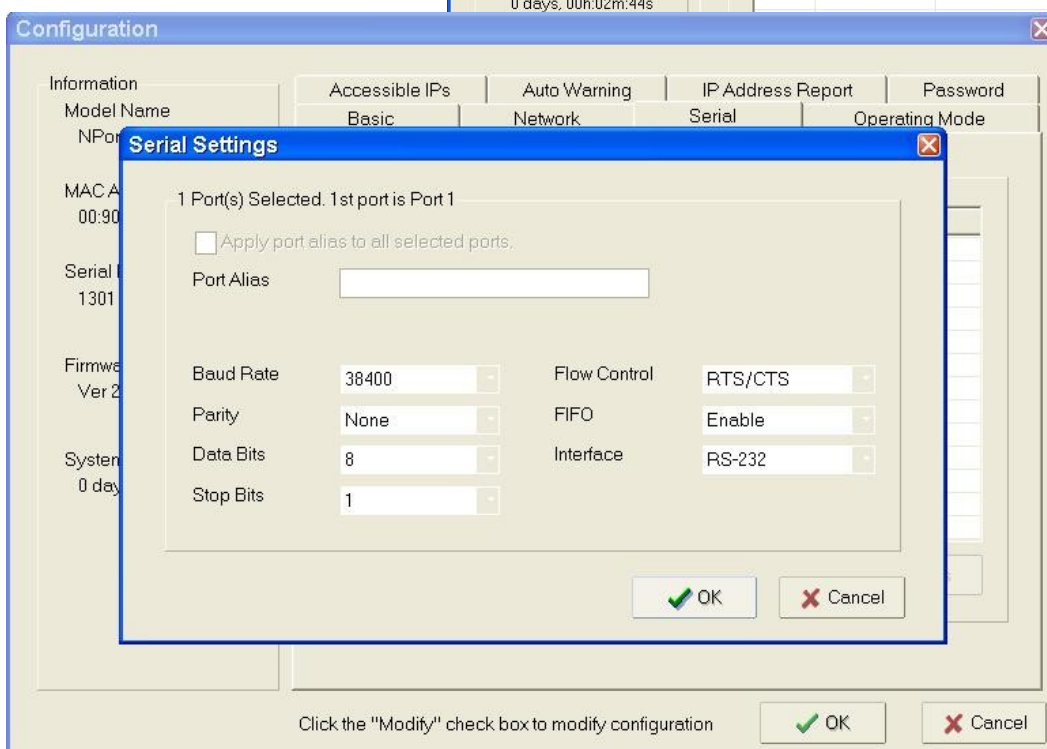 0 days, 00h:02m:44s
Configuration
Information
Accessible IPs Auto Warning IP Address Report Password
Model Name
Basic Network Serial Operating Mode
NPor
Serial Settings
MAC A
00:90
1 Port(s) Selected. 1st port is Port 1
Apply port alias to all selected ports.
Serial
1301
Port Alias
Firmwa
Ver 2
Baud Rate 38400 Flow Control RTS/CTS
Parity None FIFO Enable
System
0 day
Data Bits 8 Interface RS-232
Stop Bits 1
OK Cancel
Click the "Modify" check box to modify configuration OK Cancel